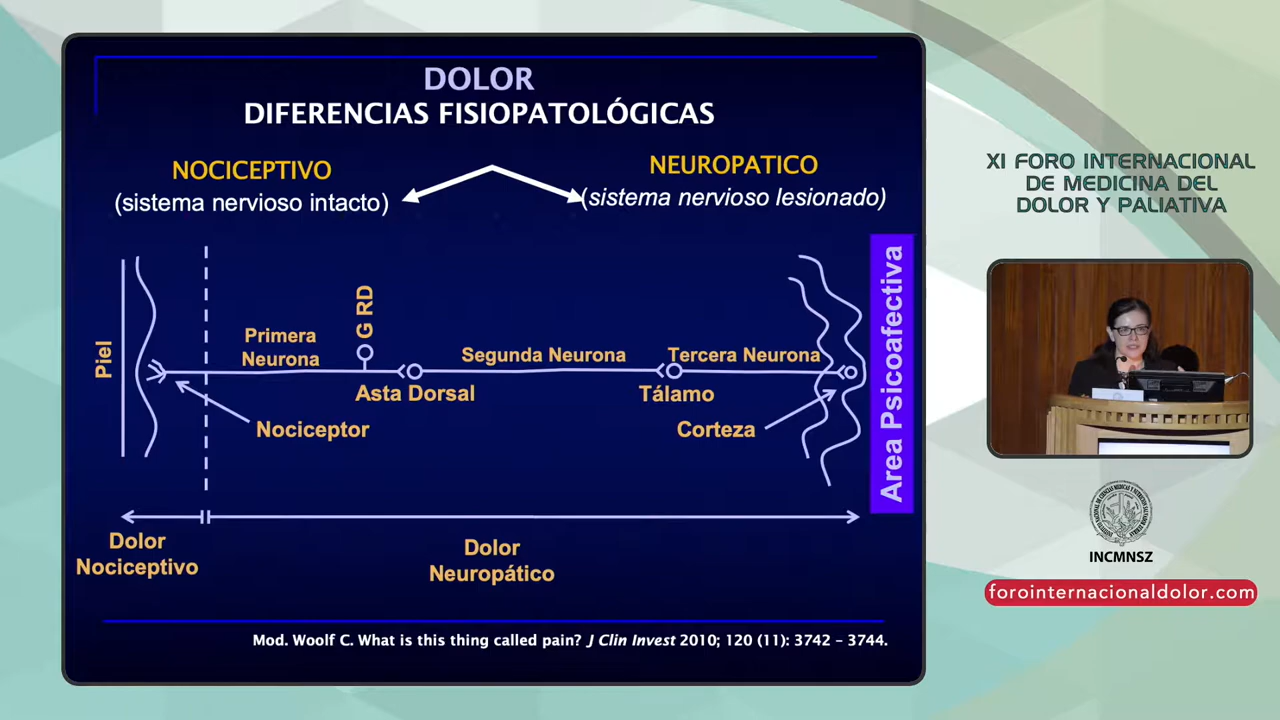 DOLOR
DIFERENCIAS FISIOPATOLÓGICAS
NOCICEPTIVO
(sistema nervioso intacto)
NEUROPATICO
(sistema nervioso lesionado)
Piel
Primera
Neurona
G RD
Segunda Neurona
Tercera Neurona
Asta Dorsal
Tálamo
Nociceptor
Corteza
Area Psicoafectiva
Dolor
Nociceptivo
Dolor
Neuropático
Mod. Woolf C. What is this thing called pain? J Clin Invest 2010; 120 (11): 3742 – 3744.
XI FORO INTERNACIONAL
DE MEDICINA DEL
DOLOR Y PALIATIVA
INCMNSZ
forointernacionaldolor.com